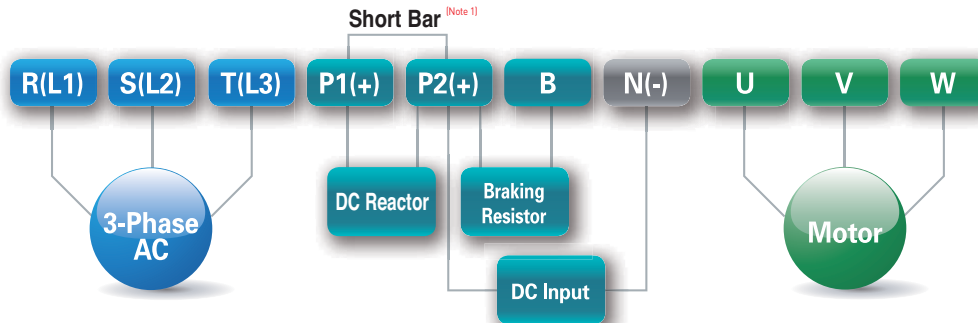 Short Bar [Note 1]
R(L1) S(L2) T(L3) P1(+) P2(+) B N(-) U V W
DC Reactor
Braking
Resistor
3-Phase
AC
Motor
DC Input